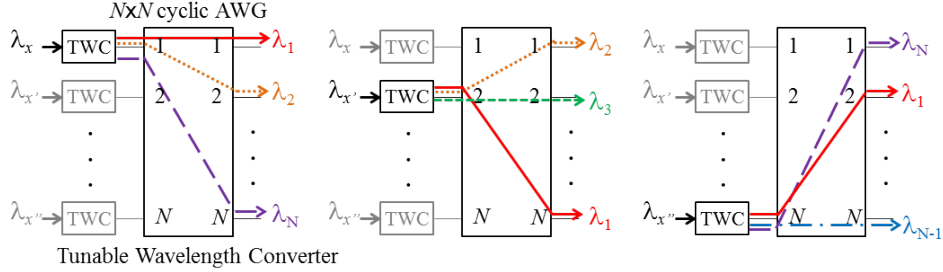 NxN cyclic AWG
λx TWC 1 1 λ1
λx' TWC 2 2 λ2
λx'' TWC N N λN
Tunable Wavelength Converter
λx TWC 1 1 λ2
λx' TWC 2 2 λ3
λx'' TWC N N λ1
λx TWC 1 1 λN
λx' TWC 2 2 λ1
λx'' TWC N N λN-1